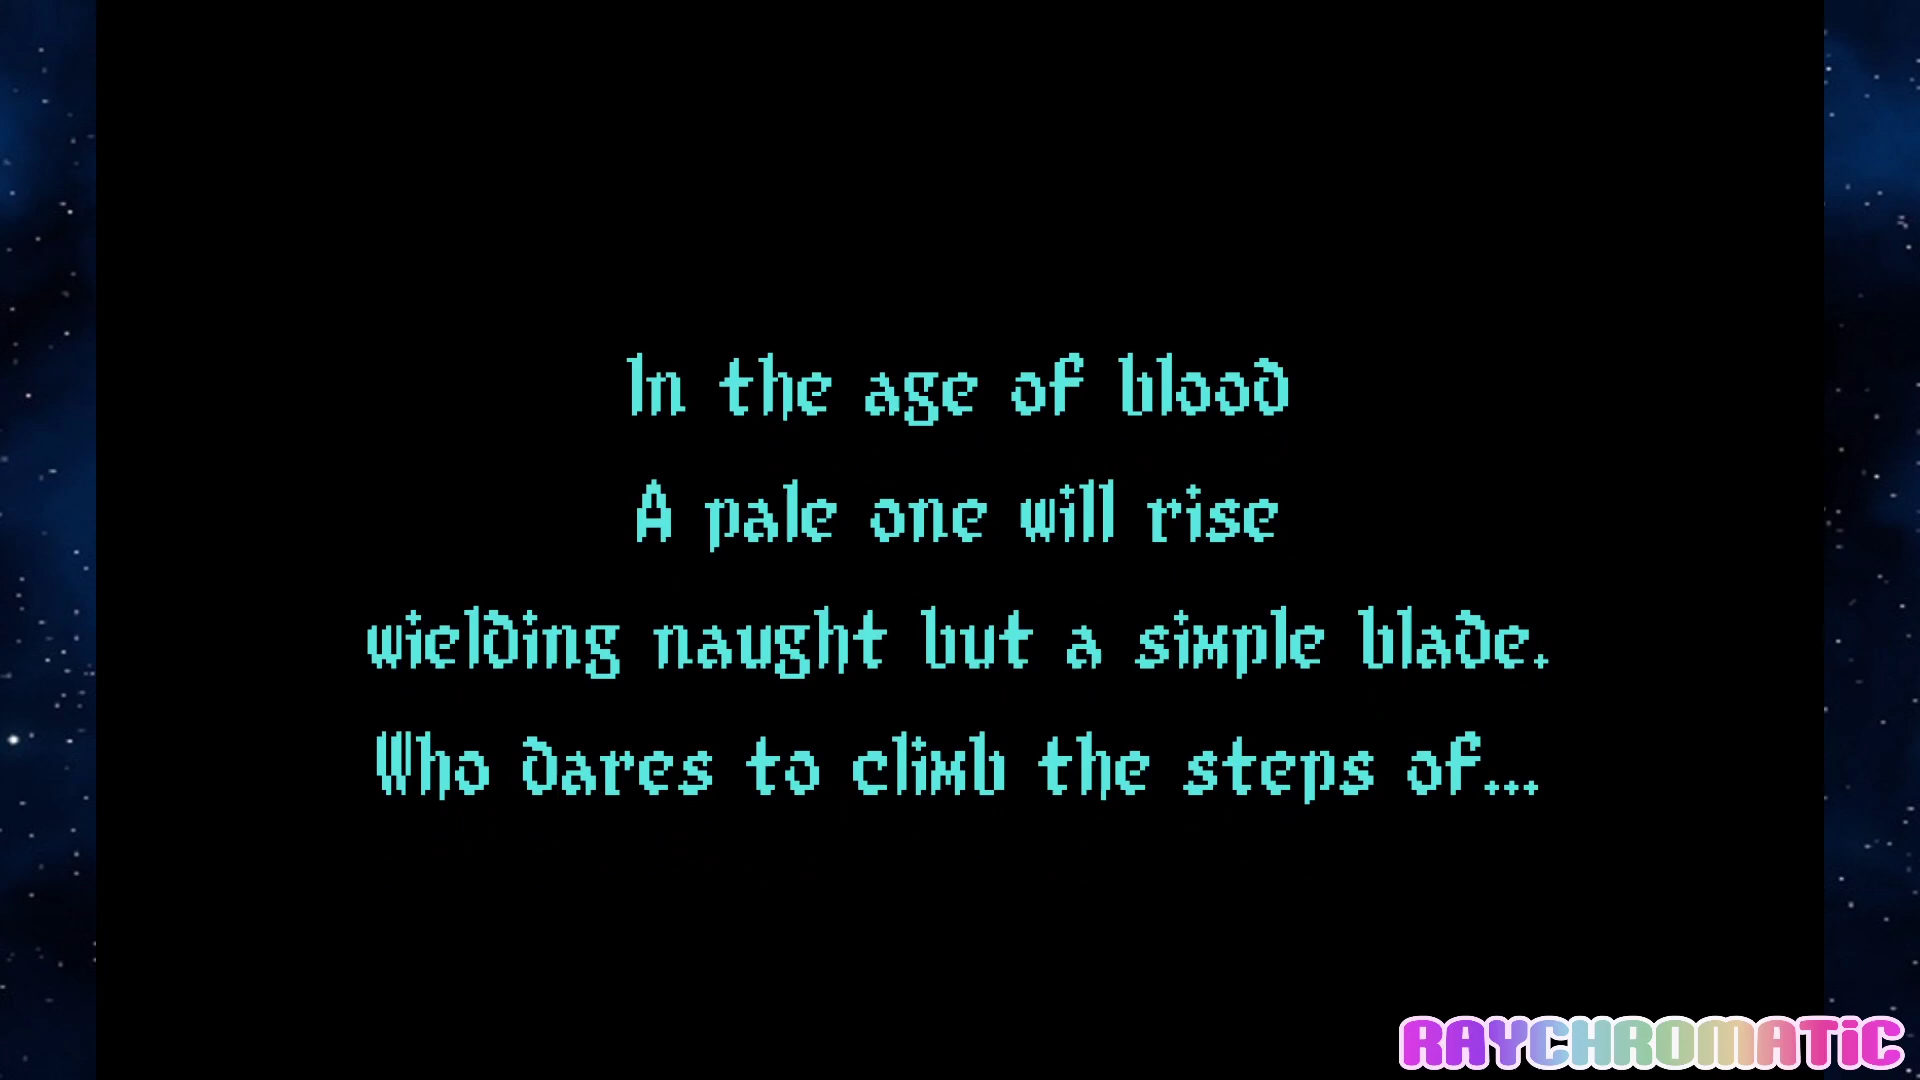 In the age of blood
A pale one will rise
wielding naught but a simple blade.
Who dares to climb the steps of...
RAYCHROMATiC